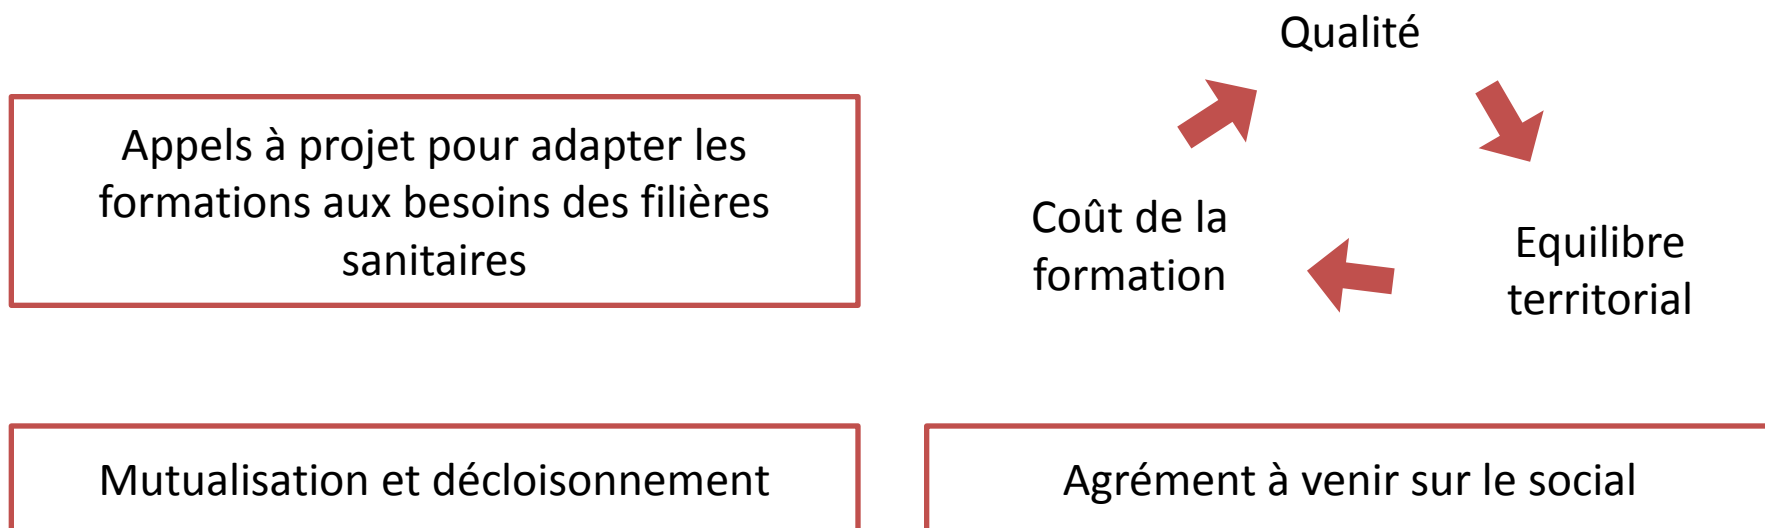 Appels à projet pour adapter les
formations aux besoins des filières
sanitaires
Qualité
Coût de la
formation
Equilibre
territorial
Mutualisation et décloisonnement
Agrément à venir sur le social